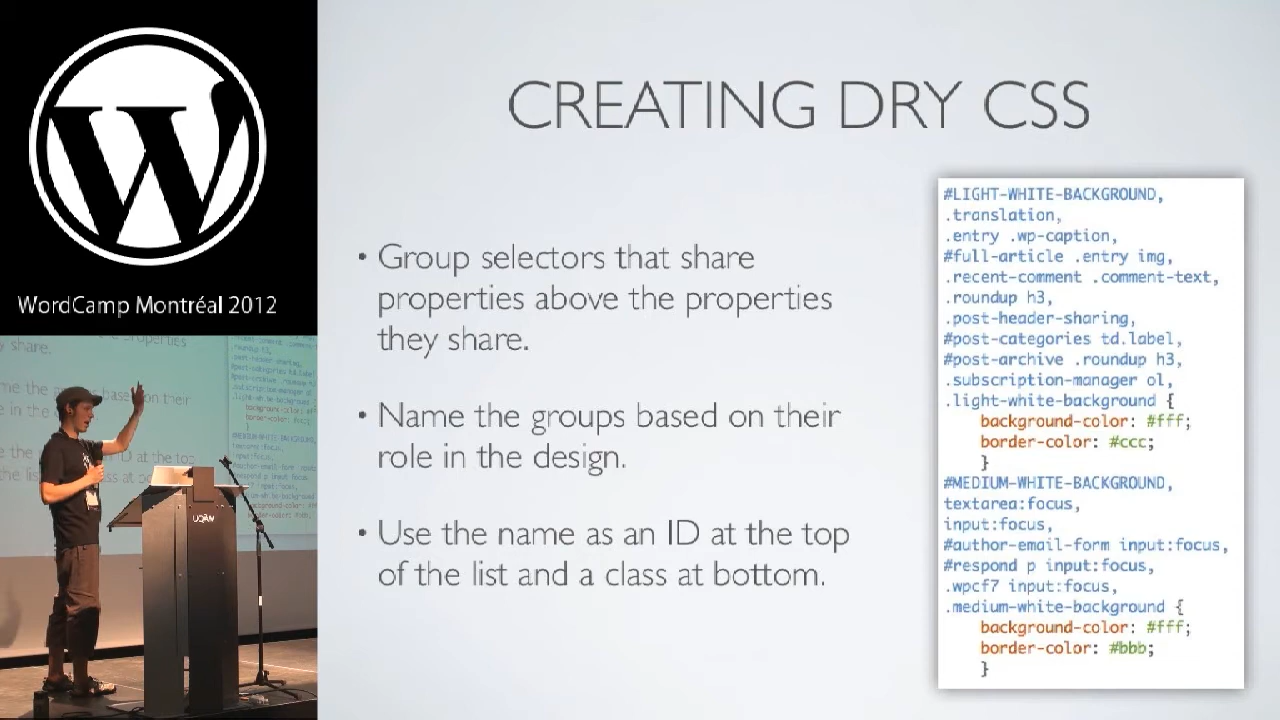 WordCamp Montréal 2012
CREATING DRY CSS
• Group selectors that share
properties above the properties
they share.
• Name the groups based on their
role in the design.
• Use the name as an ID at the top
of the list and a class at bottom.
#LIGHT-WHITE-BACKGROUND,
.translation,
.entry .wp-caption,
#full-article .entry img,
.recent-comment .comment-text,
.roundup h3,
.post-header-sharing,
#post-categories td.label,
#post-archive .roundup h3,
.subscription-manager ol,
.light-white-background {
background-color: #fff;
border-color: #ccc;
}
#MEDIUM-WHITE-BACKGROUND,
textarea:focus,
input:focus,
#author-email-form input:focus,
#respond p input:focus,
.wpcf7 input:focus,
.medium-white-background {
background-color: #fff;
border-color: #bbb;
}
UQAM